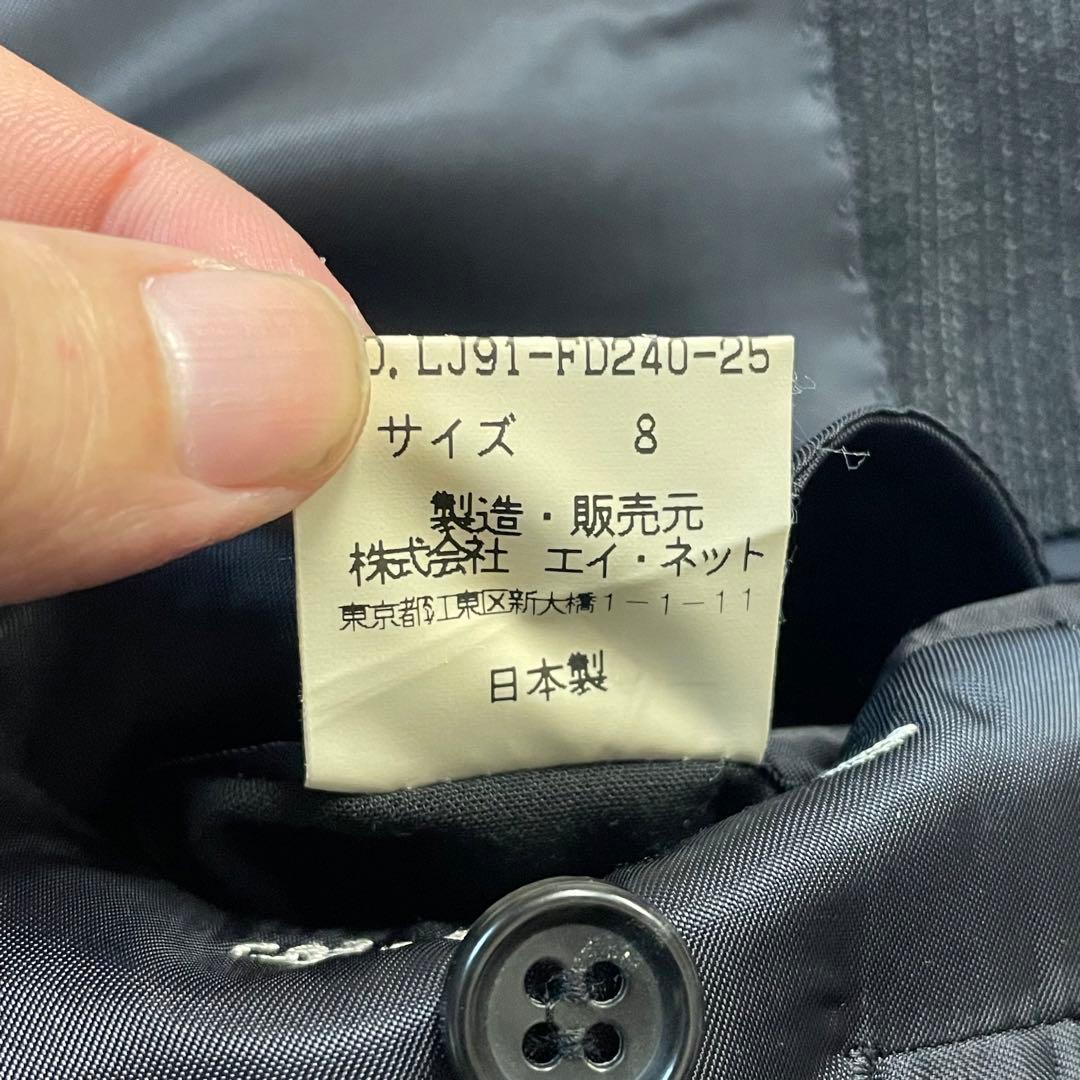 O. LJ91-FD240-25
サイズ 8
製造・販売元
株式会社 エイ・ネット
東京都江東区新大橋1-1-11
日本製